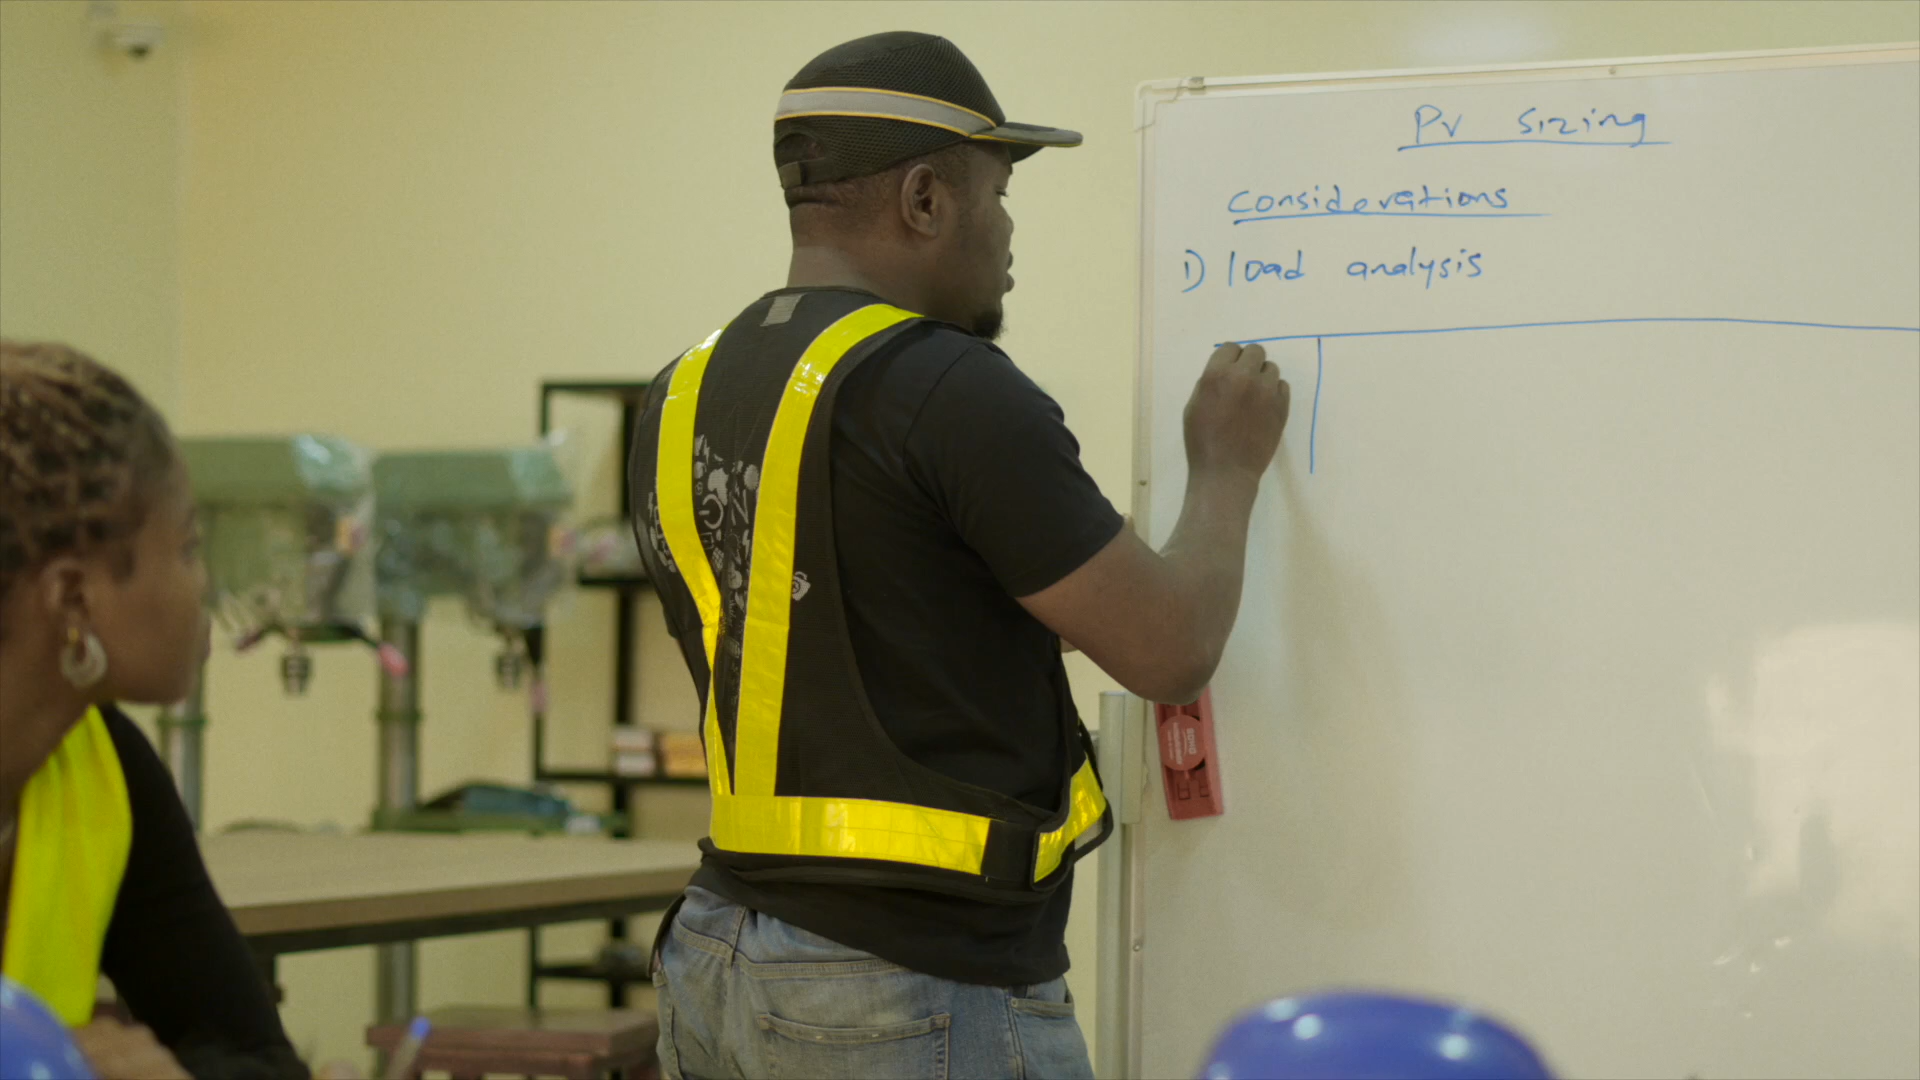 Pv sizing
considerations
1) load analysis